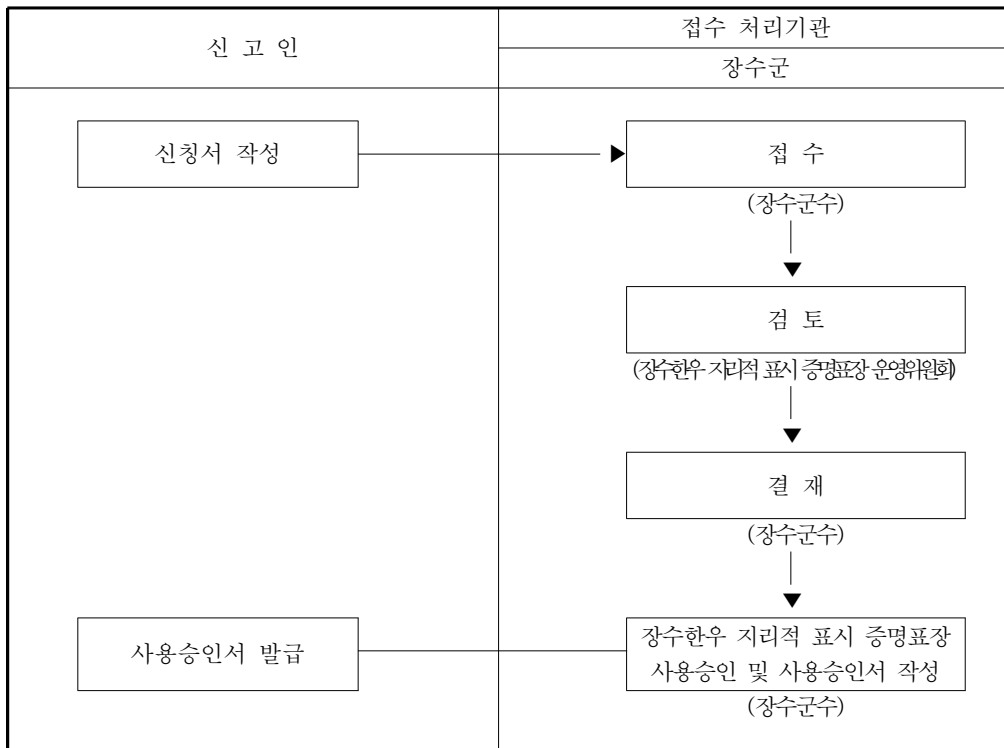 신 고 인
접수 처리기관
장수군
신칭서 작성
접 수
(장수군수)
검 토
(장수한우 지리적 표시 증명표장 운영위원회)
결 재
(장수군수)
사용승인서 발급
장수한우 지리적 표시 증명표장
사용승인 및 사용승인서 작성
(장수군수)